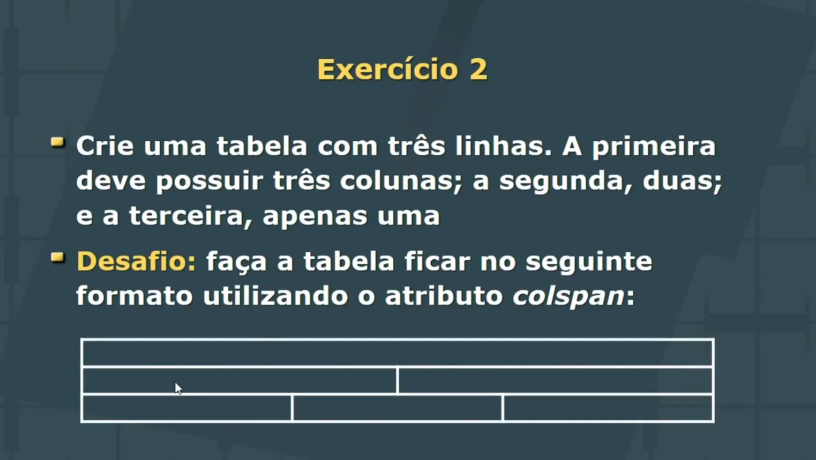 Exercício 2
Crie uma tabela com três linhas. A primeira
deve possuir três colunas; a segunda, duas;
e a terceira, apenas uma
Desafio: faça a tabela ficar no seguinte
formato utilizando o atributo colspan: